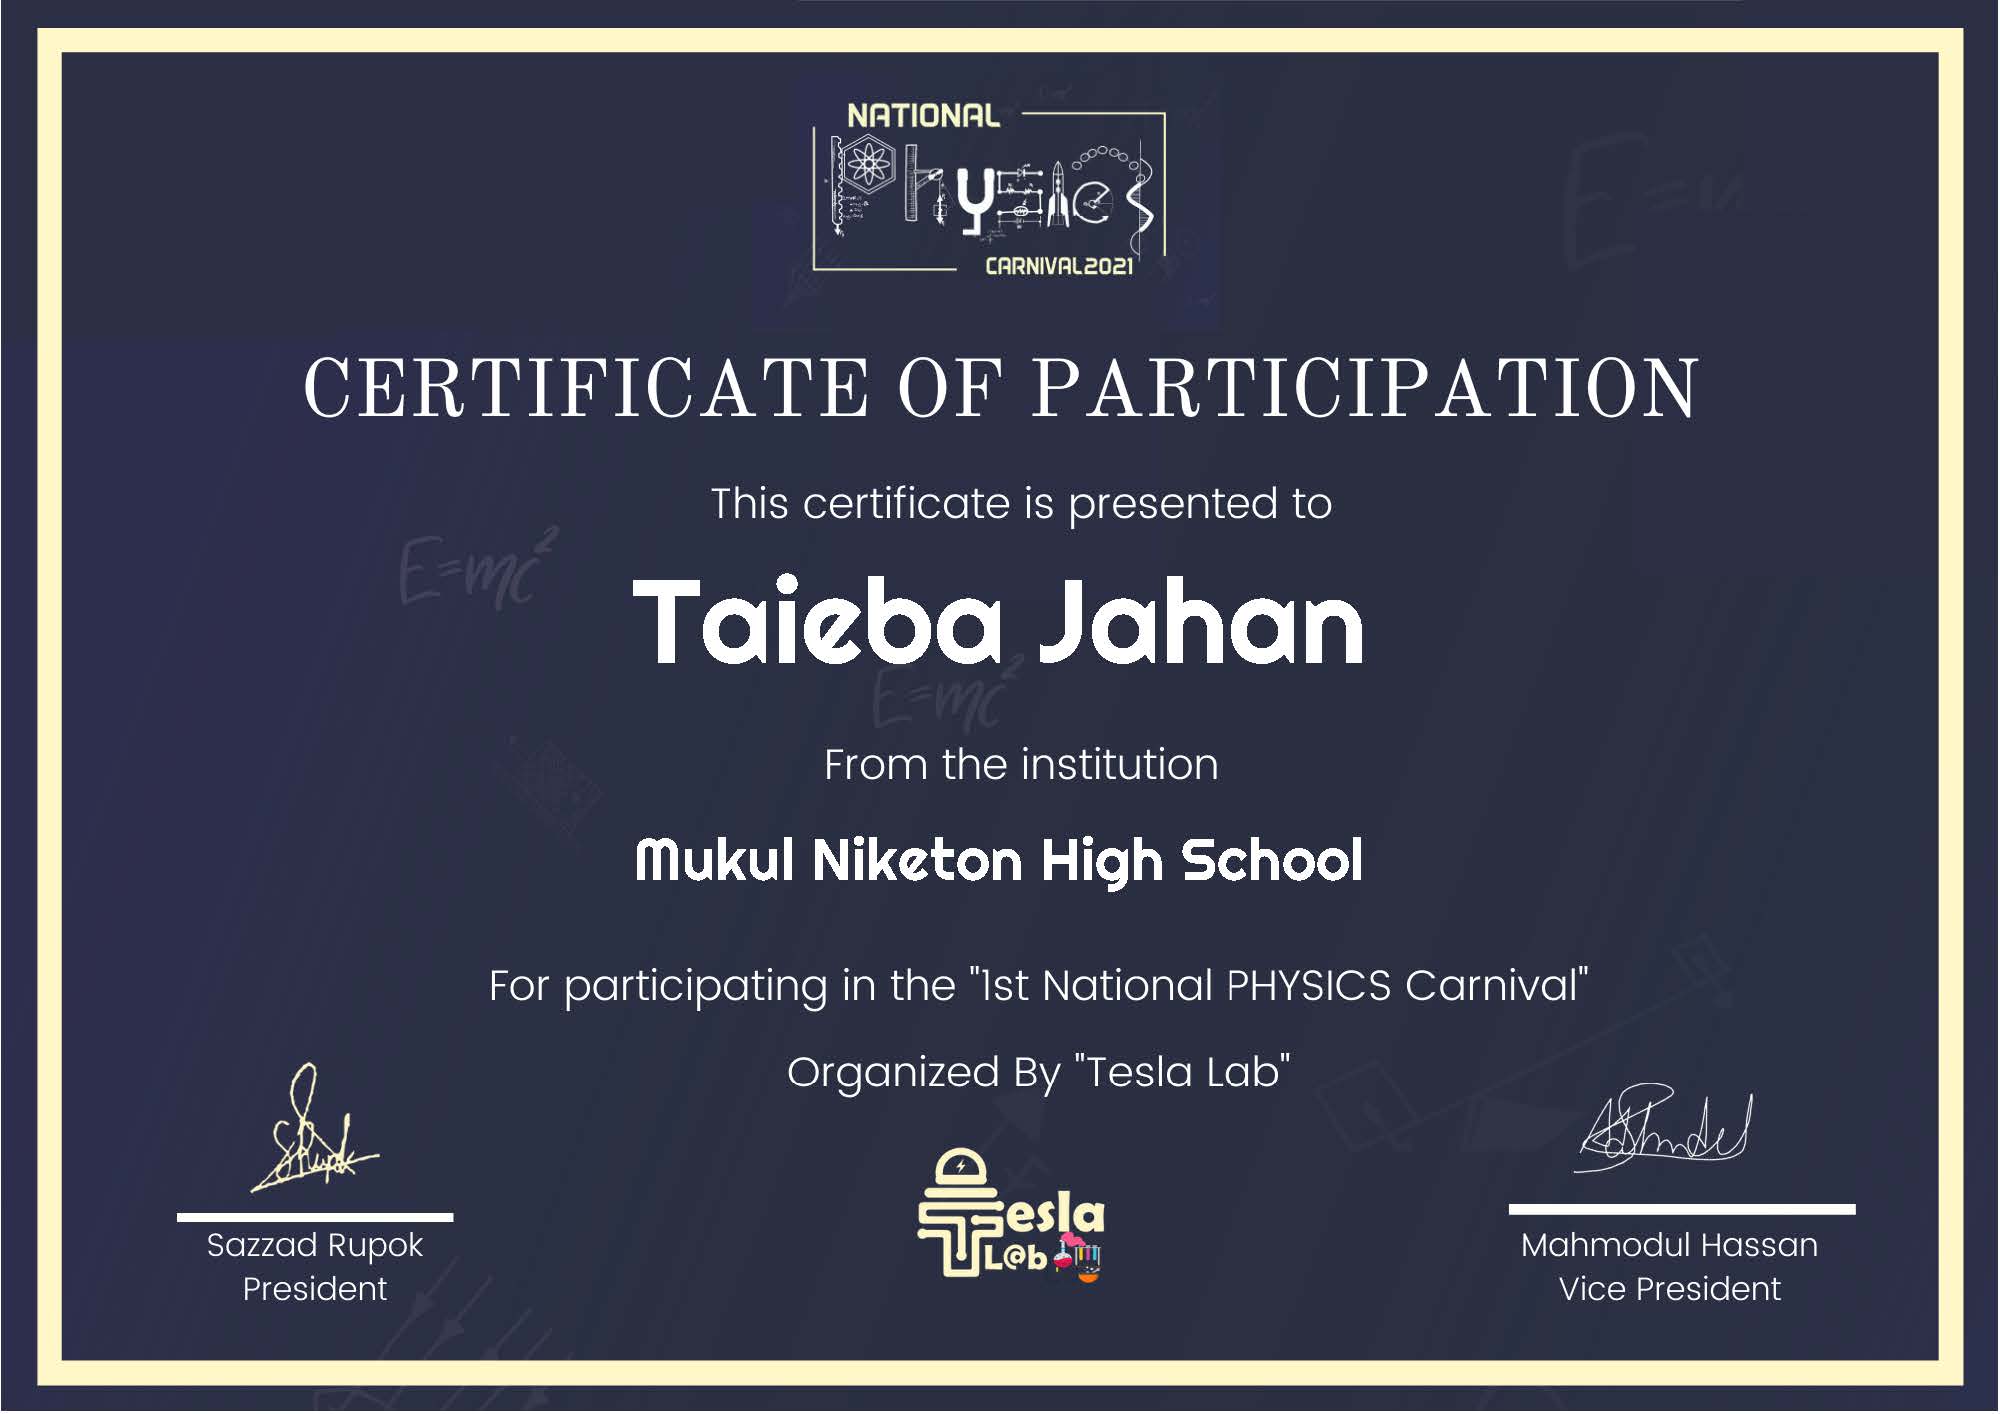 NATIONAL
Physics
CARNIVAL2021
CERTIFICATE OF PARTICIPATION
This certificate is presented to
E=mc²
Taieba Jahan
E=mc²
From the institution
Mukul Niketon High School
For participating in the "1st National PHYSICS Carnival"
Organized By "Tesla Lab"
Tesla
L@b
Sazzad Rupok
President
Mahmodul Hassan
Vice President